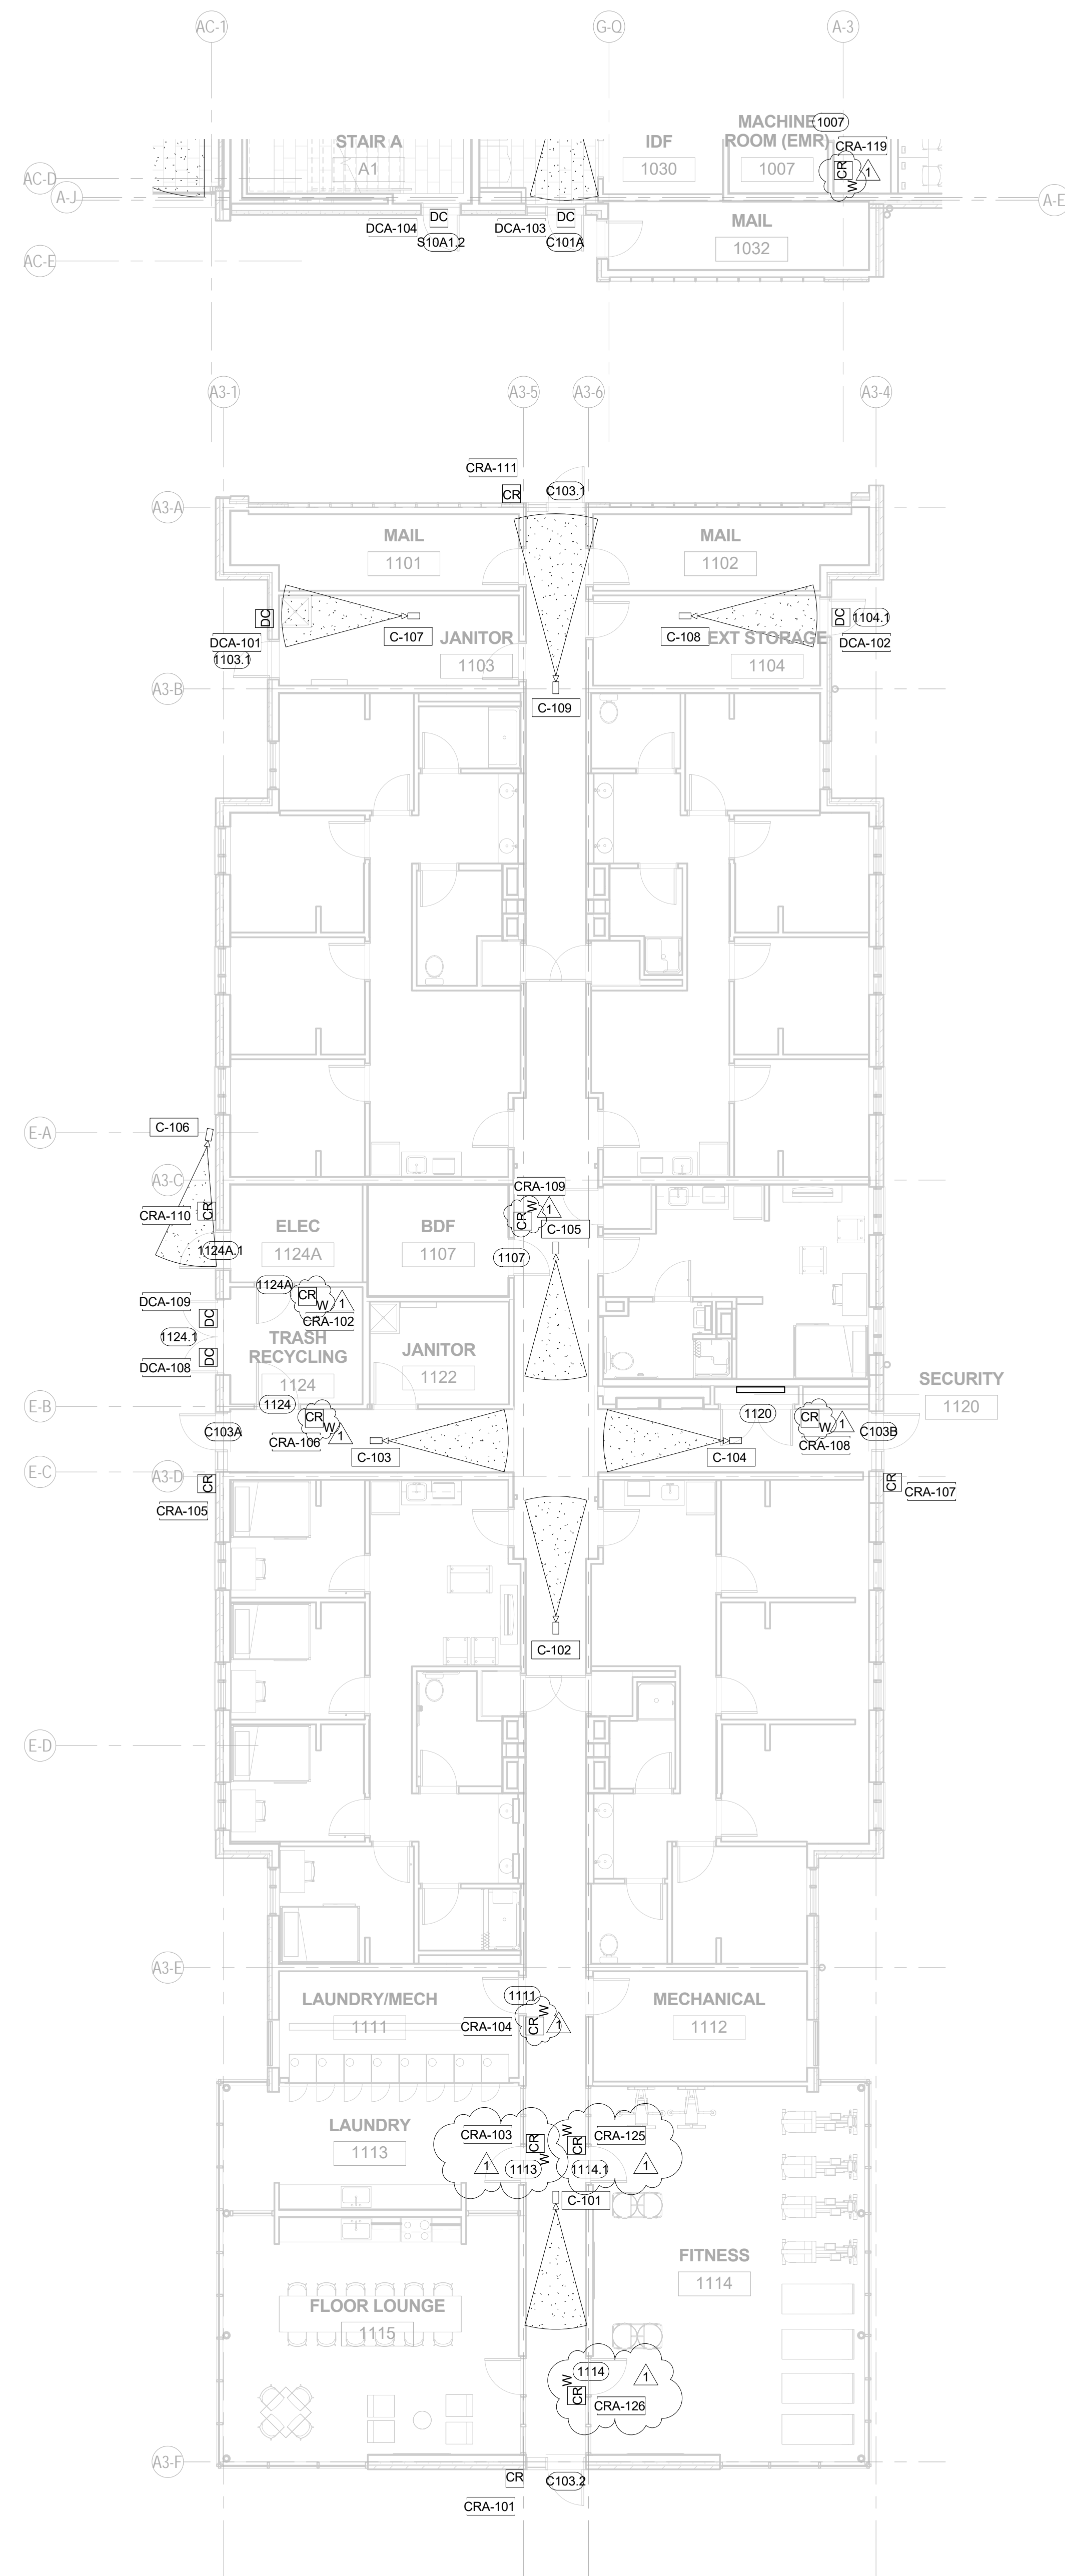 AC-1
G-Q
A-3
MACHINE
ROOM (EMR)
1007
1007
CRA-119
CR
W
1
STAIR A
A1
IDF
1030
AC-D
A-J
A-E
DC
DC
DCA-104
DCA-103
S10A1.2
C101A
MAIL
1032
AC-E
A3-1
A3-5
A3-6
A3-4
CRA-111
CR
C103.1
A3-A
MAIL
1101
MAIL
1102
DC
C-107
C-108
DC
1104.1
DCA-101
1103.1
JANITOR
1103
EXT STORAGE
1104
DCA-102
A3-B
C-109
E-A
C-106
A3-C
CRA-109
CR
W
1
C-105
CRA-110
CR
ELEC
1124A
BDF
1107
1107
1124A.1
1124A
CR
W
1
CRA-102
DCA-109
DC
1124.1
DC
DCA-108
TRASH
RECYCLING
1124
JANITOR
1122
SECURITY
1120
E-B
1124
CR
W
1
CRA-106
C103A
C-103
C-104
1120
CR
W
1
CRA-108
C103B
E-C
A3-D
CR
CRA-105
CR
CRA-107
C-102
E-D
A3-E
LAUNDRY/MECH
1111
1111
W
CR
1
CRA-104
MECHANICAL
1112
LAUNDRY
1113
CRA-103
CR
W
1
1113
W
CR
CRA-125
1114.1
1
C-101
FITNESS
1114
FLOOR LOUNGE
1115
1114
W
CR
1
CRA-126
A3-F
CR
C103.2
CRA-101